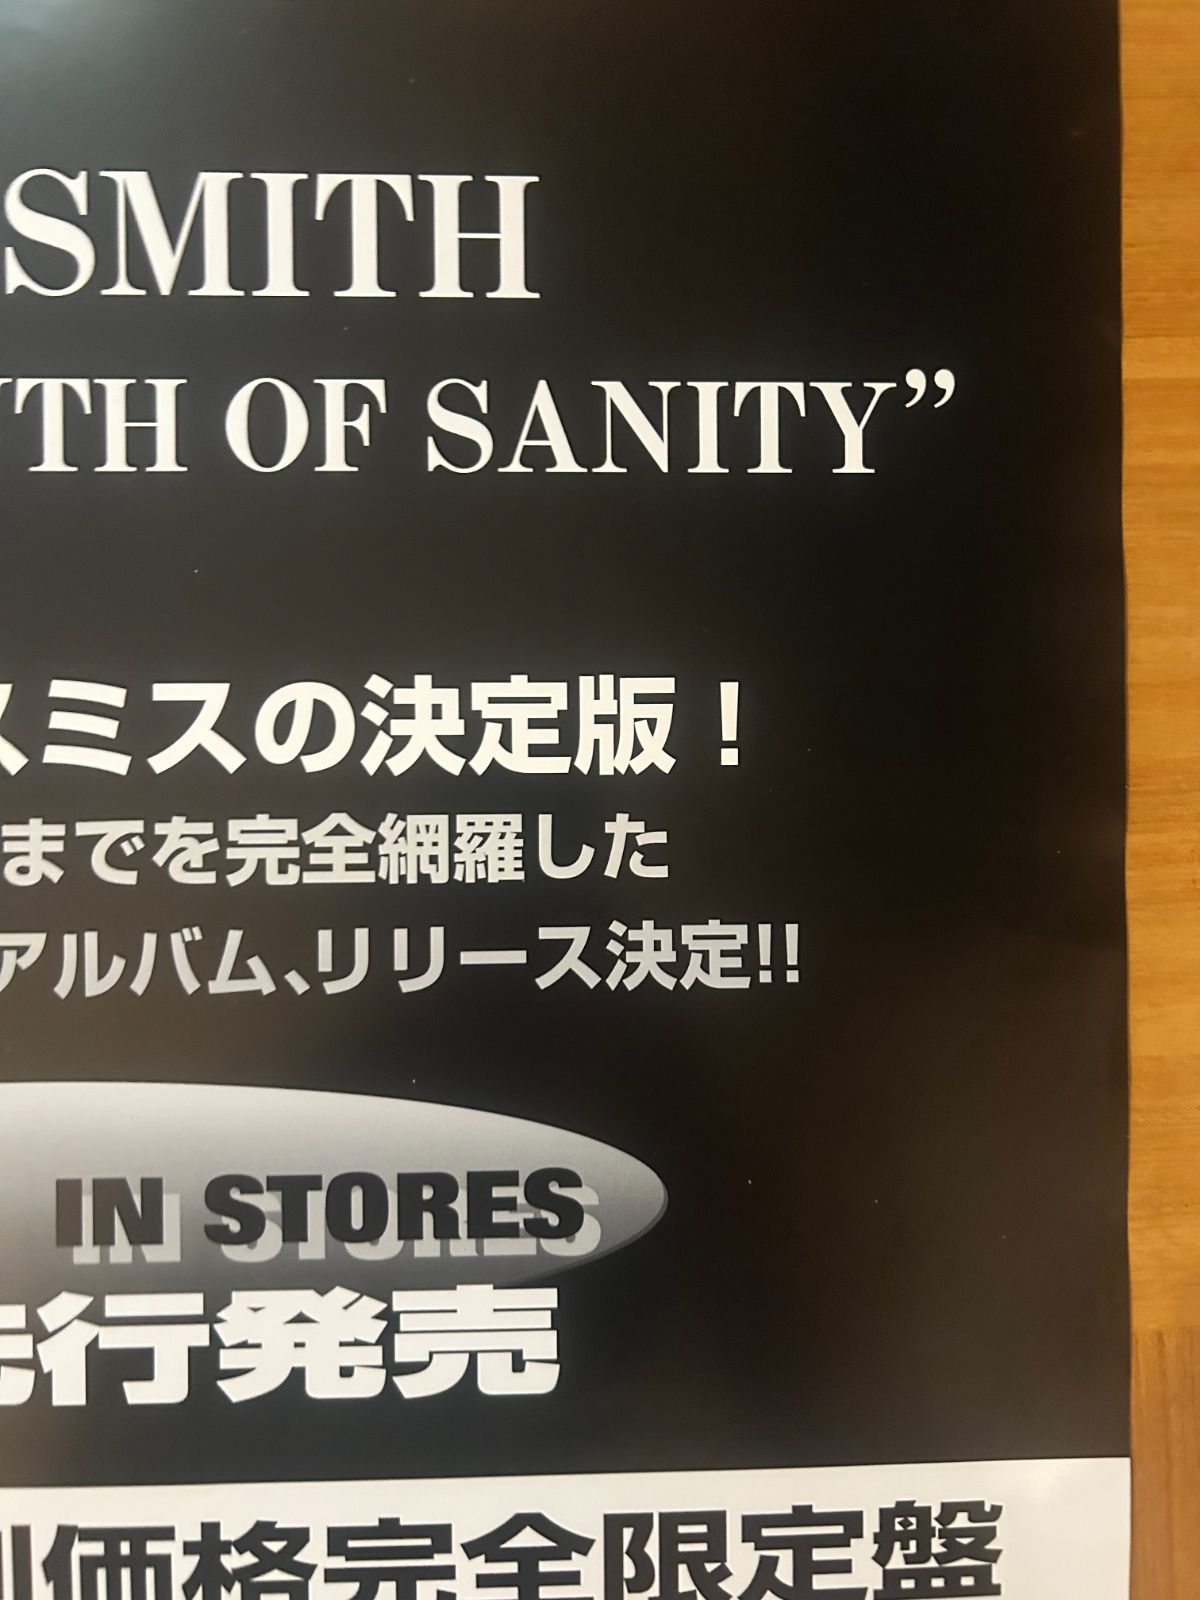 SMITH
YTH OF SANITY”
スミスの決定版！
までを完全網羅した
アルバム、リリース決定!!
IN STORES
先行発売
価格完全限定盤